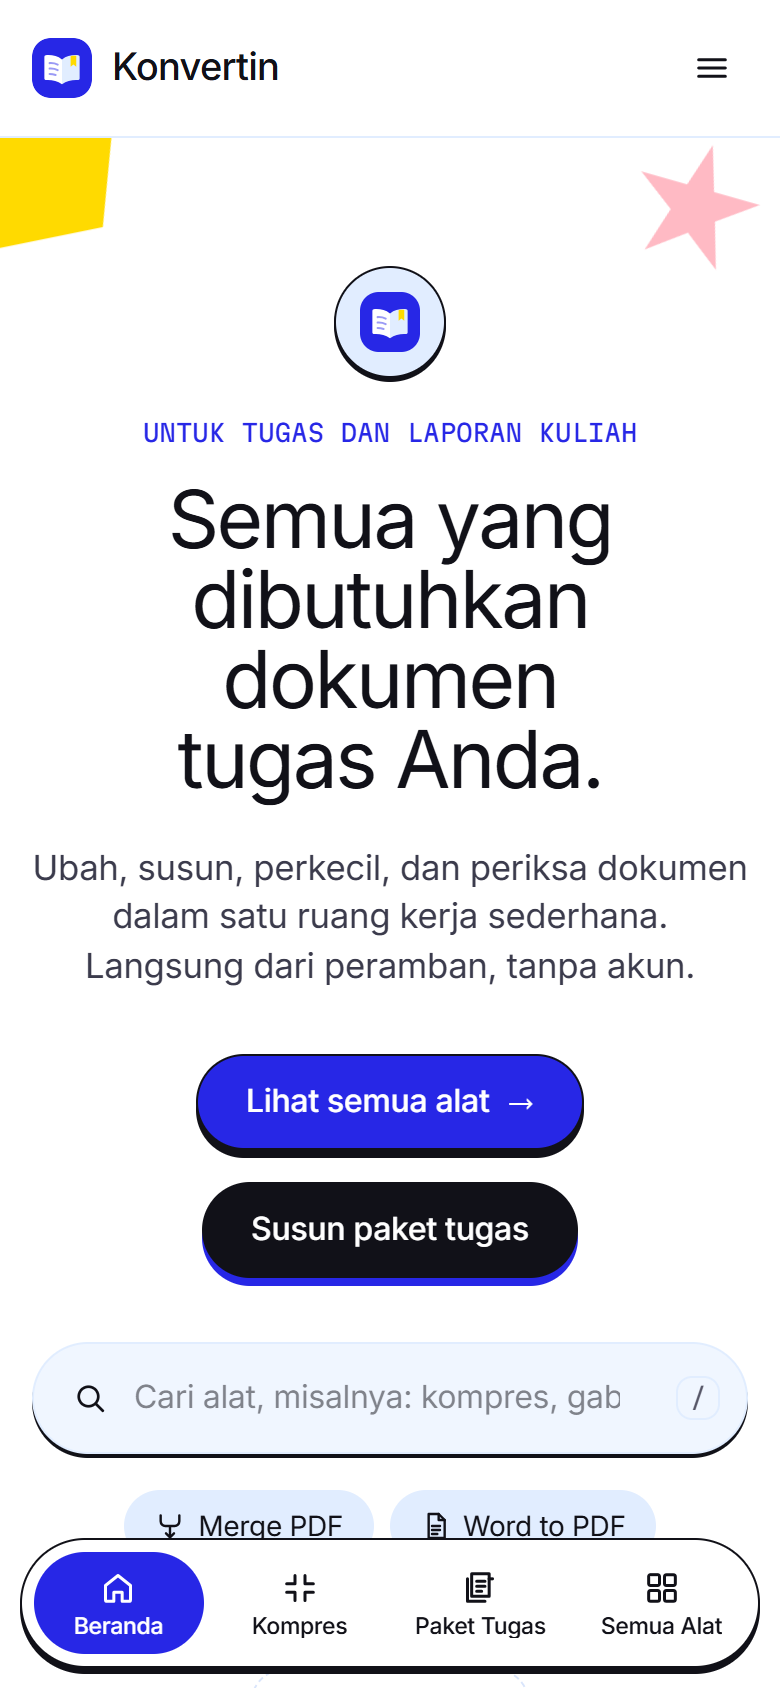 Konvertin
UNTUK TUGAS DAN LAPORAN KULIAH
Semua yang
dibutuhkan
dokumen
tugas Anda.
Ubah, susun, perkecil, dan periksa dokumen
dalam satu ruang kerja sederhana.
Langsung dari peramban, tanpa akun.
Lihat semua alat →
Susun paket tugas
Cari alat, misalnya: kompres, gab
/
Merge PDF
Word to PDF
Beranda
Kompres
Paket Tugas
Semua Alat